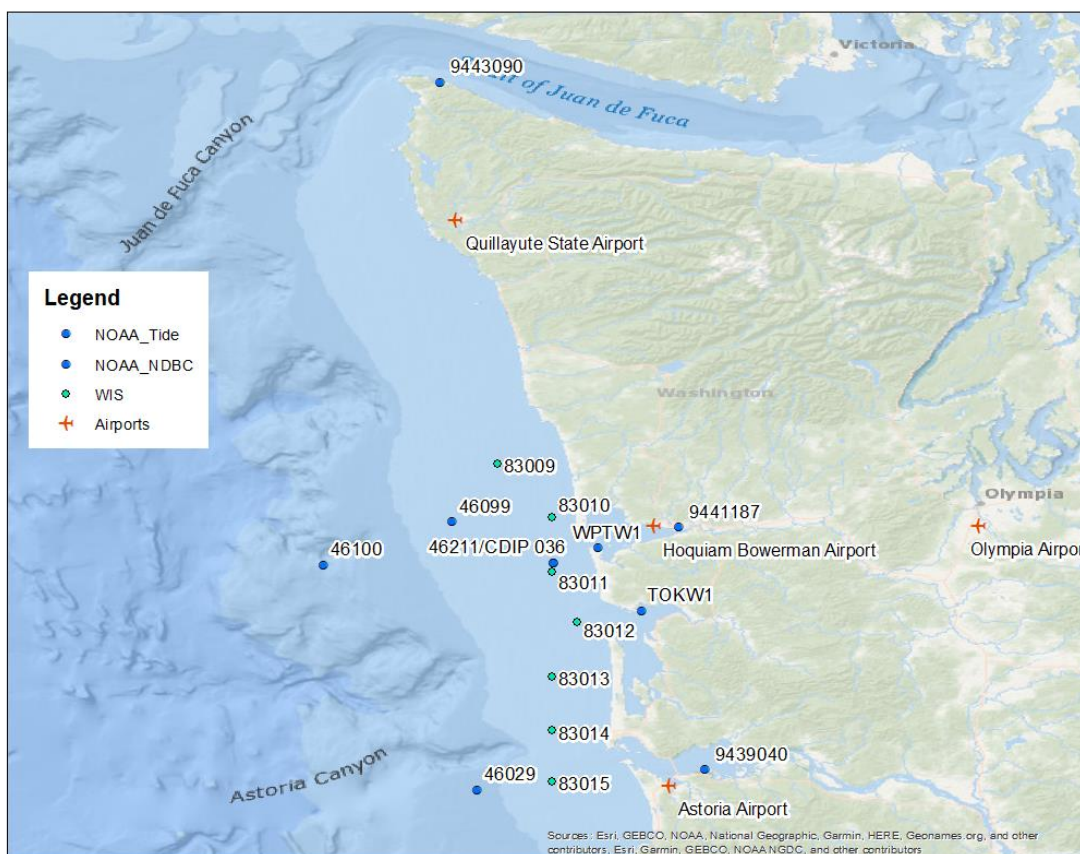 Victoria
9443090
Strait of Juan de Fuca
Juan de Fuca Canyon
Quillayute State Airport
Legend
NOAA_Tide
NOAA_NDBC
WIS
Airports
Washington
83009
46099
83010
9441187
Olympia
46100
46211/CDIP 036
WPTW1
Hoquiam Bowerman Airport
Olympia Airpor
83011
TOKW1
83012
83013
83014
9439040
Astoria Canyon
46029
83015
Astoria Airport
Sources: Esri, GEBCO, NOAA, National Geographic, Garmin, HERE, Geonames.org, and other
contributors, Esri, Garmin, GEBCO, NOAA NGDC, and other contributors